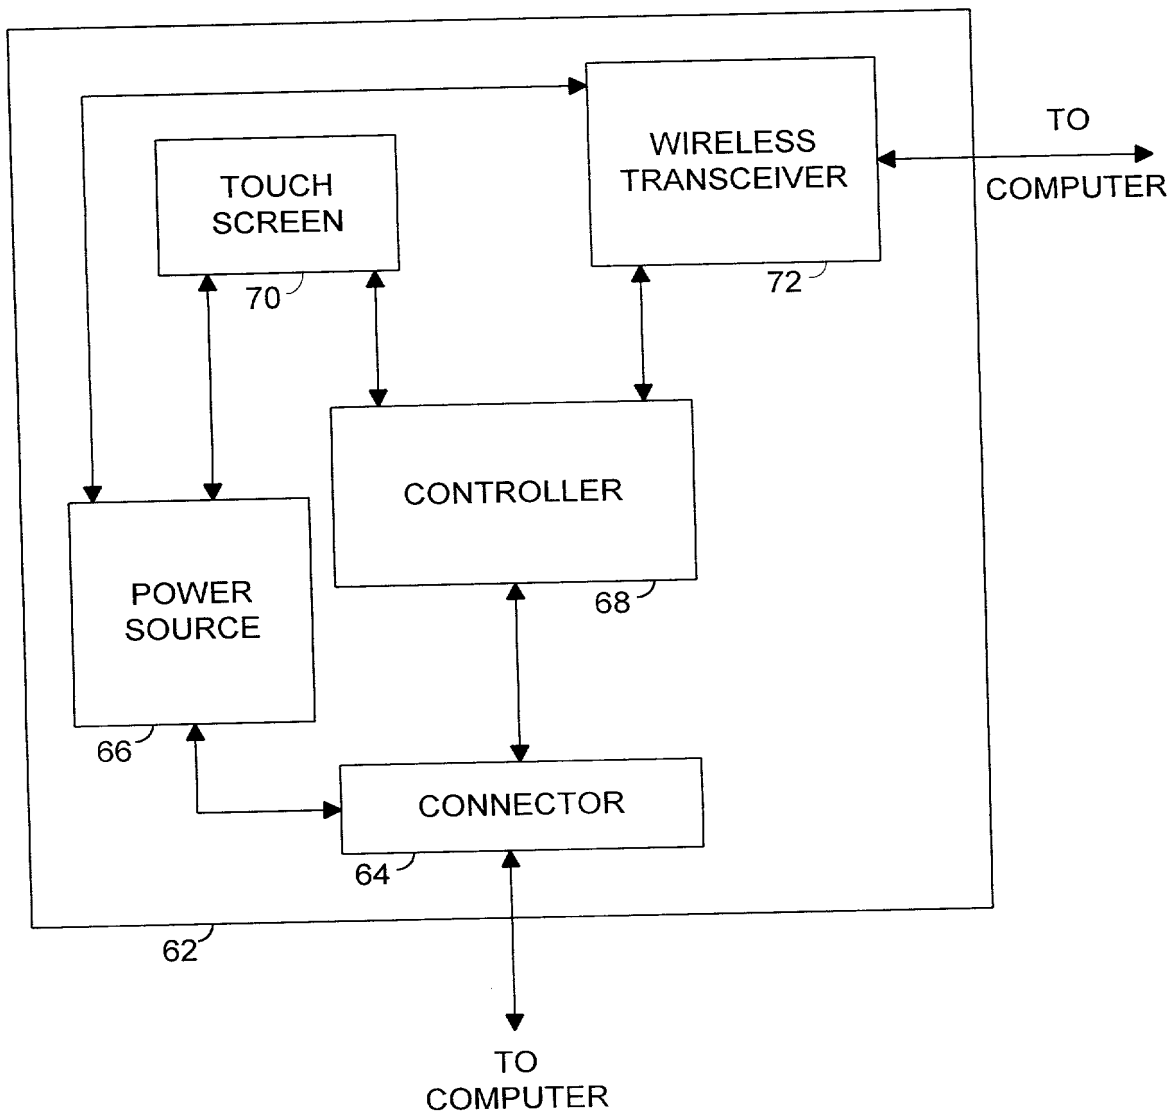 WIRELESS
TRANSCEIVER
72
TO
COMPUTER
TOUCH
SCREEN
70
CONTROLLER
68
POWER
SOURCE
66
CONNECTOR
64
62
TO
COMPUTER